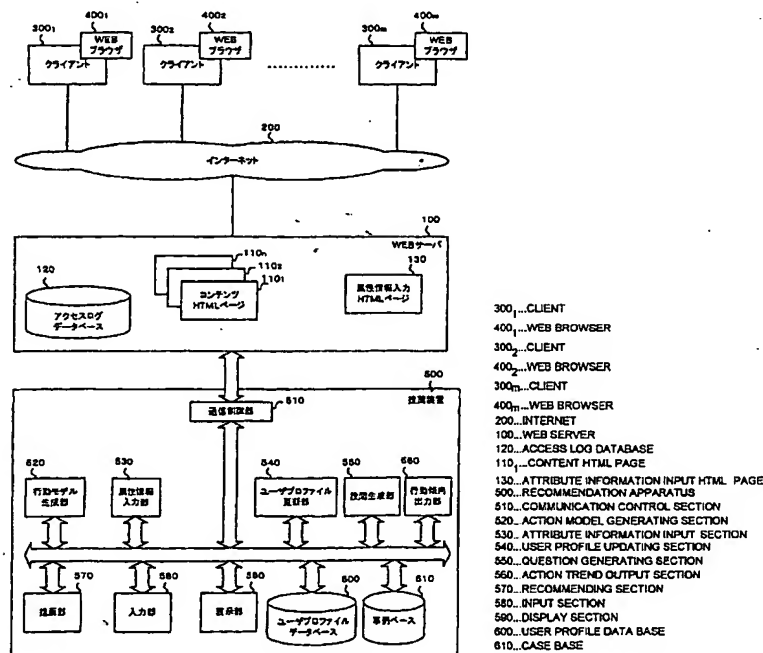 300₁
400₁
WEB
ブラウザ
クライアント
300₂
400₂
WEB
ブラウザ
クライアント
300m
400m
WEB
ブラウザ
クライアント
200
インターネット
100
WEBサーバ
120
アクセスログ
データベース
110n
110₂
110₁
コンテンツ
HTMLページ
130
属性情報入力
HTMLページ
500
推薦装置
510
通信制御部
520
行動モデル
生成部
530
属性情報
入力部
540
ユーザプロファイル
更新部
550
設問生成部
560
行動傾向
出力部
570
推薦部
580
入力部
590
表示部
600
ユーザプロファイル
データベース
610
事例ベース
300₁...CLIENT
400₁...WEB BROWSER
300₂...CLIENT
400₂...WEB BROWSER
300m...CLIENT
400m...WEB BROWSER
200...INTERNET
100...WEB SERVER
120...ACCESS LOG DATABASE
110₁...CONTENT HTML PAGE
130...ATTRIBUTE INFORMATION INPUT HTML PAGE
500...RECOMMENDATION APPARATUS
510...COMMUNICATION CONTROL SECTION
520...ACTION MODEL GENERATING SECTION
530...ATTRIBUTE INFORMATION INPUT SECTION
540...USER PROFILE UPDATING SECTION
550...QUESTION GENERATING SECTION
560...ACTION TREND OUTPUT SECTION
570...RECOMMENDING SECTION
580...INPUT SECTION
590...DISPLAY SECTION
600...USER PROFILE DATA BASE
610...CASE BASE